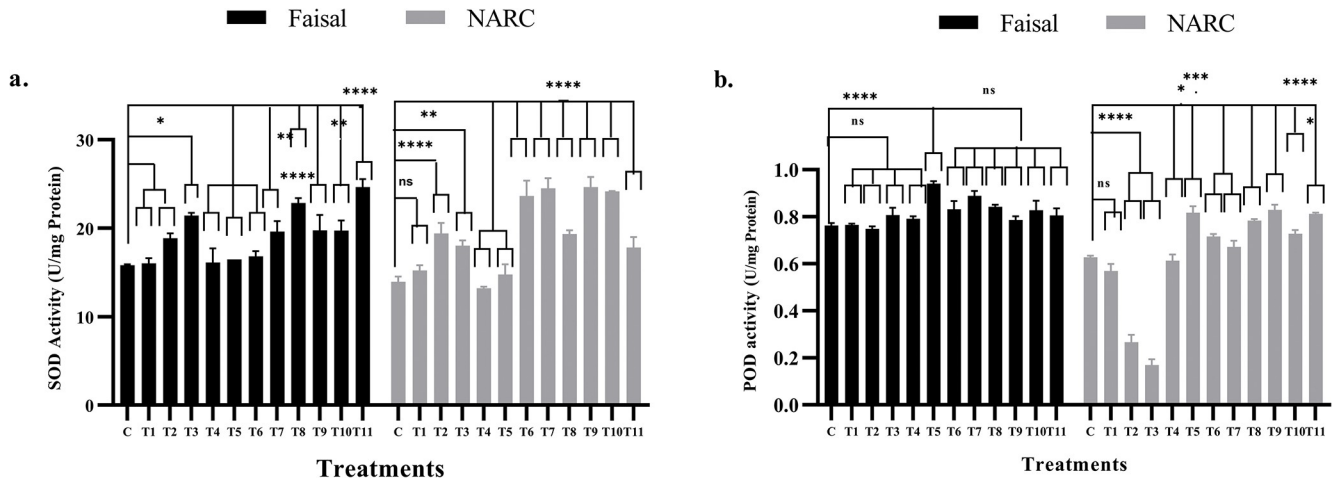 Faisal NARC
a.
SOD Activity (U/mg Protein)
30
20
10
0
* ns **** ** **** ** **** ** ****
C T1 T2 T3 T4 T5 T6 T7 T8 T9 T10 T11 C T1 T2 T3 T4 T5 T6 T7 T8 T9 T10 T11
Treatments
Faisal NARC
b.
POD activity (U/mg Protein)
1.0
0.8
0.6
0.4
0.2
0.0
**** ns ns ns **** * *** **** *
C T1 T2 T3 T4 T5 T6 T7 T8 T9 T10 T11 C T1 T2 T3 T4 T5 T6 T7 T8 T9 T10 T11
Treatments